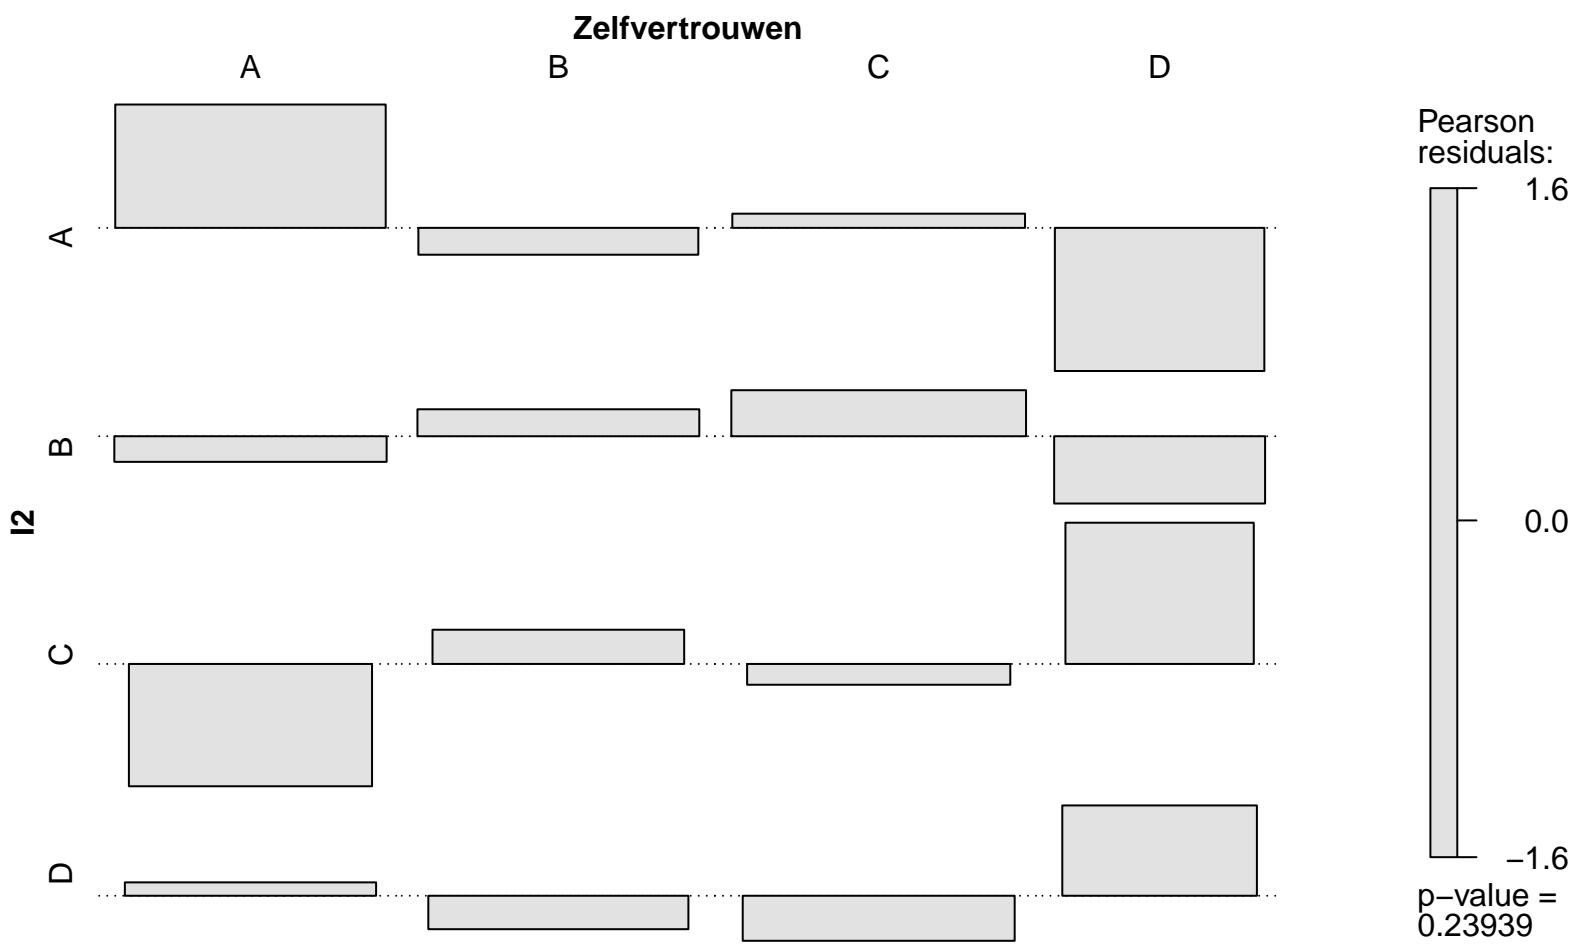 Zelfvertrouwen
A B C D
Pearson
residuals:
1.6
A
B
I2
0.0
C
−1.6
D
p−value =
0.23939